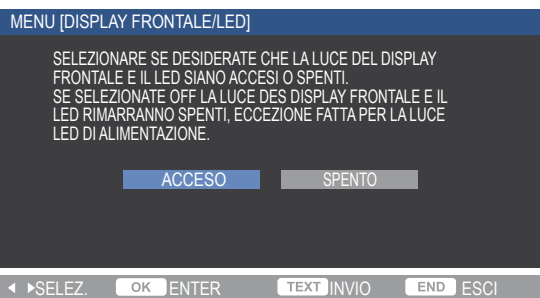 MENU [DISPLAY FRONTALE/LED]
SELEZIONARE SE DESIDERATE CHE LA LUCE DEL DISPLAY
FRONTALE E IL LED SIANO ACCESI O SPENTI.
SE SELEZIONATE OFF LA LUCE DES DISPLAY FRONTALE E IL
LED RIMARRANNO SPENTI, ECCEZIONE FATTA PER LA LUCE
LED DI ALIMENTAZIONE.
ACCESO SPENTO
SELEZ. OK ENTER TEXT INVIO END ESCI